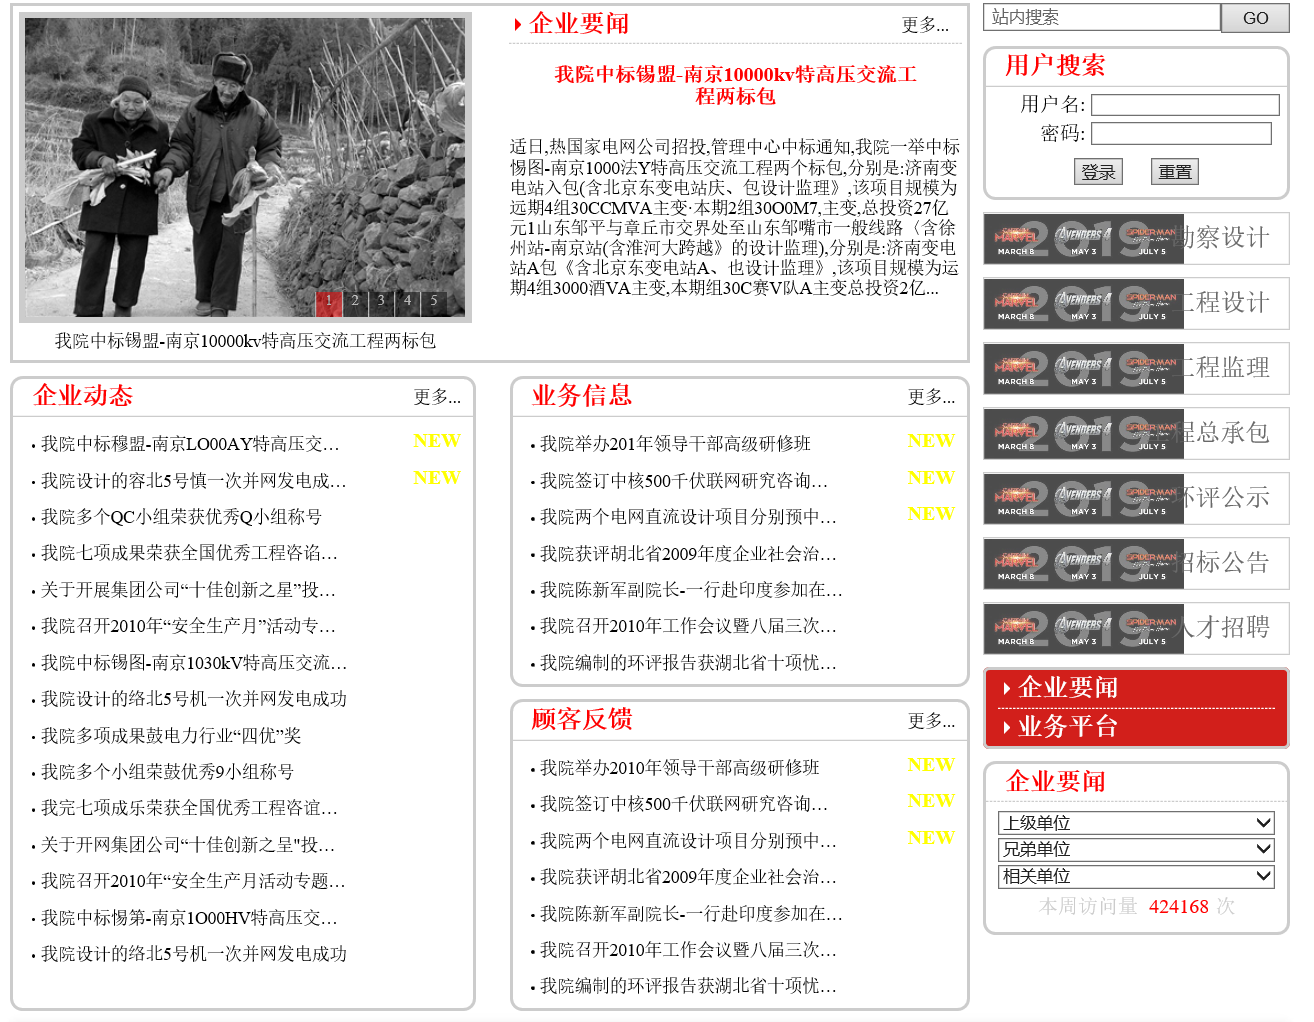 企业要闻
更多...
我院中标锡盟-南京10000kv特高压交流工
程两标包
适日,热国家电网公司招投,管理中心中标通知,我院一举中标
惕图-南京1000法Y特高压交流工程两个标包,分别是:济南变
电站入包(含北京东变电站庆、包设计监理》,该项目规模为
远期4组30CCMVA主变·本期2组30O0M7,主变,总投资27亿
元1山东邹平与章丘市交界处至山东邹嘴市一般线路〈含徐
州站-南京站(含淮河大跨越》的设计监理),分别是:济南变电
站A包《含北京东变电站A、也设计监理》,该项目规模为运
期4组3000酒VA主变,本期组30C赛V队A主变总投资2亿...
1 2 3 4 5
我院中标锡盟-南京10000kv特高压交流工程两标包
企业动态
更多...
我院中标穆盟-南京LO00AY特高压交... NEW
我院设计的容北5号慎一次并网发电成... NEW
我院多个QC小组荣获优秀Q小组称号
我院七项成果荣获全国优秀工程咨谄...
关于开展集团公司“十佳创新之星”投...
我院召开2010年“安全生产月”活动专...
我院中标锡图-南京1030kV特高压交流...
我院设计的络北5号机一次并网发电成功
我院多项成果鼓电力行业“四优”奖
我院多个小组荣鼓优秀9小组称号
我完七项成乐荣获全国优秀工程咨谊...
关于开网集团公司“十佳创新之呈"投...
我院召开2010年“安全生产月活动专题...
我院中标惕第-南京1O00HV特高压交...
我院设计的络北5号机一次并网发电成功
业务信息
更多...
我院举办201年领导干部高级研修班 NEW
我院签订中核500千伏联网研究咨询... NEW
我院两个电网直流设计项目分别预中... NEW
我院获评胡北省2009年度企业社会治...
我院陈新军副院长-一行赴印度参加在...
我院召开2010年工作会议暨八届三次...
我院编制的环评报告获湖北省十项忧...
顾客反馈
更多...
我院举办2010年领导干部高级研修班 NEW
我院签订中核500千伏联网研究咨询... NEW
我院两个电网直流设计项目分别预中... NEW
我院获评胡北省2009年度企业社会治...
我院陈新军副院长-一行赴印度参加在...
我院召开2010年工作会议暨八届三次...
我院编制的环评报告获湖北省十项忧...
站内搜索 GO
用户搜索
用户名:
密码:
登录 重置
2019 MARVEL MARCH 8 AVENGERS 4 MAY 3 SPIDER-MAN JULY 5 勘察设计
2019 MARVEL MARCH 8 AVENGERS 4 MAY 3 SPIDER-MAN JULY 5 工程设计
2019 MARVEL MARCH 8 AVENGERS 4 MAY 3 SPIDER-MAN JULY 5 工程监理
2019 MARVEL MARCH 8 AVENGERS 4 MAY 3 SPIDER-MAN JULY 5 工程总承包
2019 MARVEL MARCH 8 AVENGERS 4 MAY 3 SPIDER-MAN JULY 5 环评公示
2019 MARVEL MARCH 8 AVENGERS 4 MAY 3 SPIDER-MAN JULY 5 招标公告
2019 MARVEL MARCH 8 AVENGERS 4 MAY 3 SPIDER-MAN JULY 5 人才招聘
企业要闻
业务平台
企业要闻
上级单位
兄弟单位
相关单位
本周访问量 424168 次